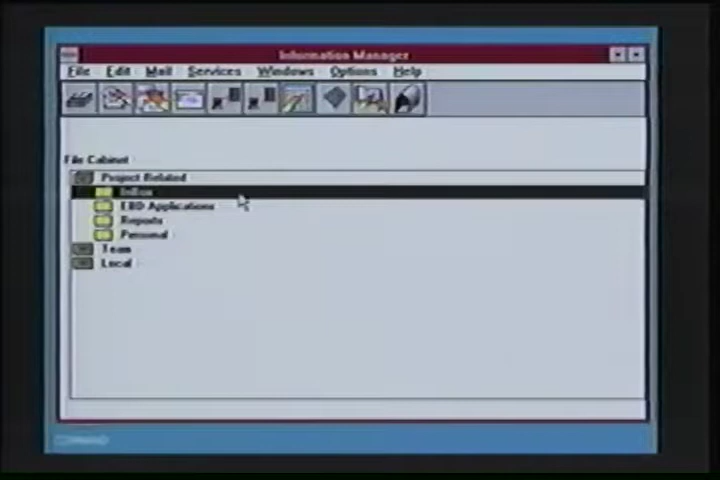 Information Manager
File Edit Mail Services Windows Options Help
File Cabinet
Project Related
InBox
EBD Applications
Reports
Personal
Team
Local